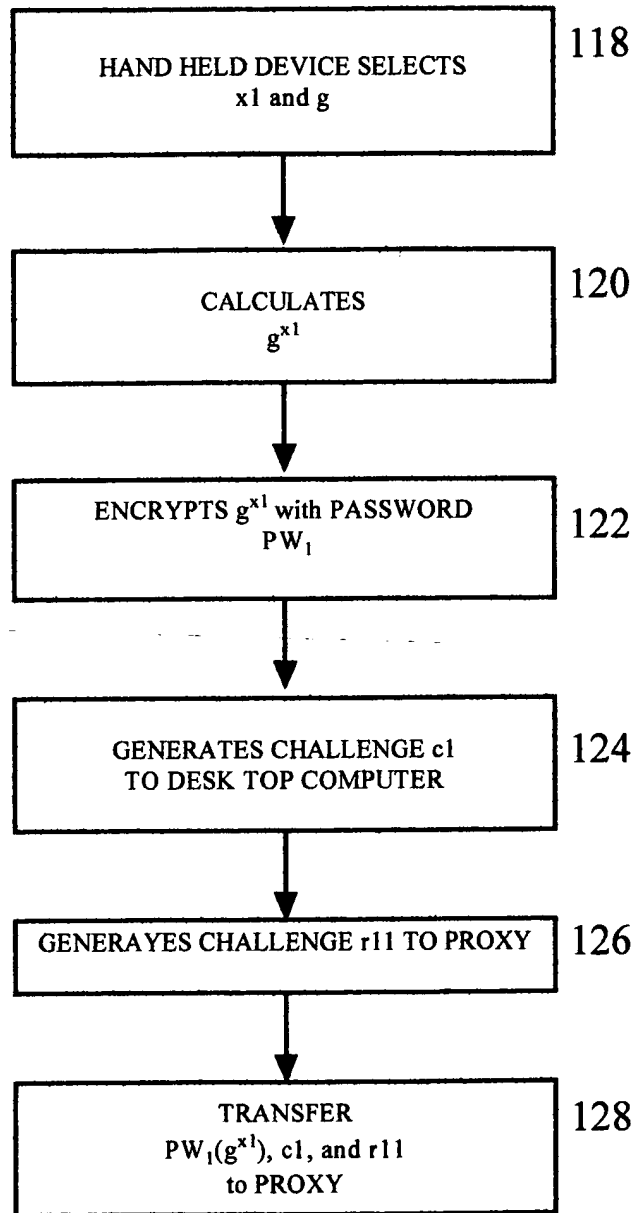 HAND HELD DEVICE SELECTS
x1 and g
118
CALCULATES
g^x1
120
ENCRYPTS g^x1 with PASSWORD
PW₁
122
GENERATES CHALLENGE c1
TO DESK TOP COMPUTER
124
GENERAYES CHALLENGE r11 TO PROXY
126
TRANSFER
PW₁(g^x1), c1, and r11
to PROXY
128